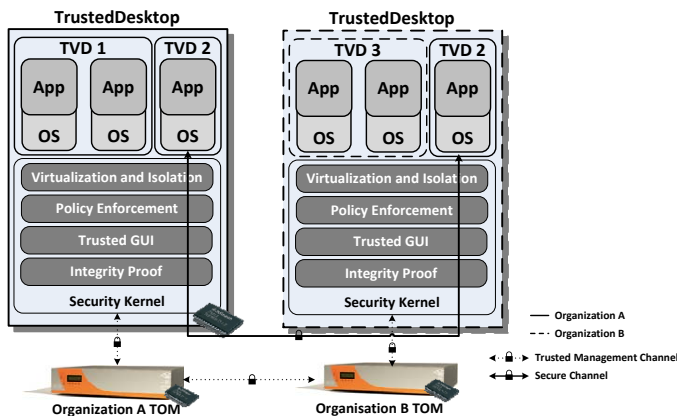 TrustedDesktop
TVD 1
TVD 2
App
App
App
OS
OS
OS
Virtualization and Isolation
Policy Enforcement
Trusted GUI
Integrity Proof
Security Kernel
TrustedDesktop
TVD 3
TVD 2
App
App
App
OS
OS
OS
Virtualization and Isolation
Policy Enforcement
Trusted GUI
Integrity Proof
Security Kernel
Organization A
Organization B
Trusted Management Channel
Secure Channel
Organization A TOM
Organisation B TOM